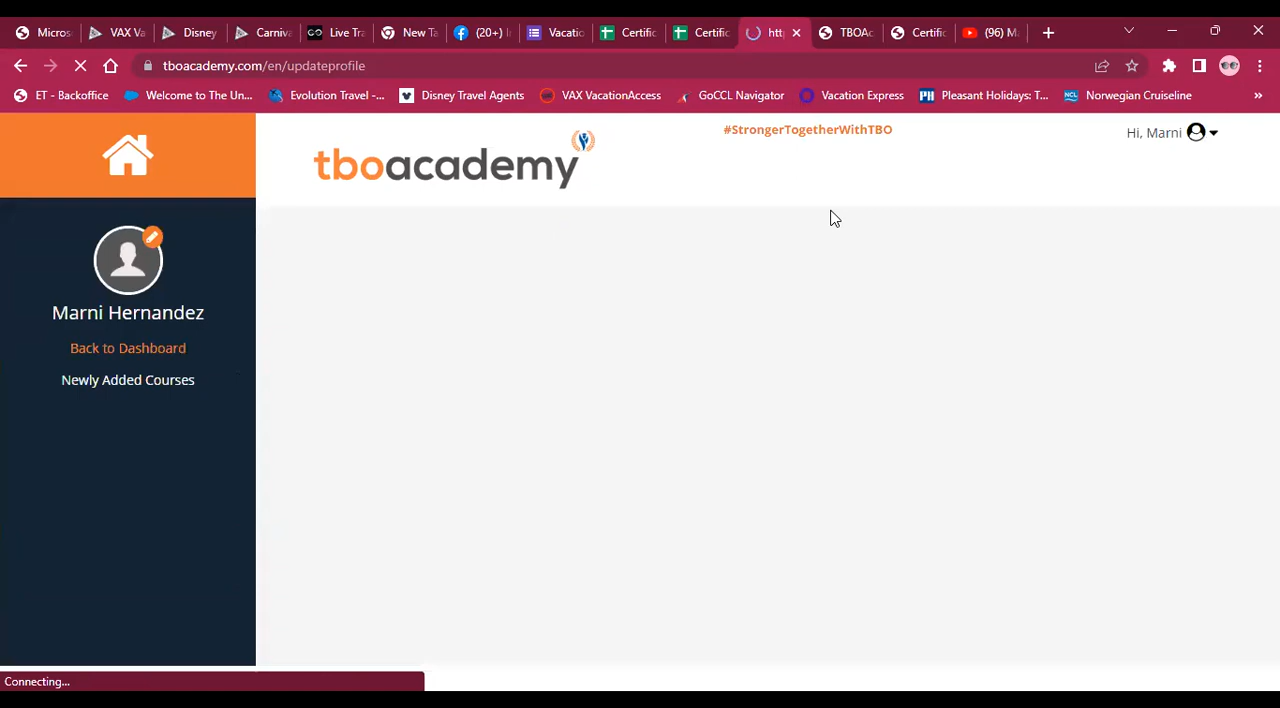 Micros
VAX Va
Disney
Carniva
Live Tra
New Ta
(20+) I
Vacatio
Certific
Certific
htt
TBOAc
Certific
(96) M
tboacademy.com/en/updateprofile
ET - Backoffice
Welcome to The Un...
Evolution Travel -...
Disney Travel Agents
VAX VacationAccess
GoCCL Navigator
Vacation Express
Pleasant Holidays: T...
Norwegian Cruiseline
tboacademy
#StrongerTogetherWithTBO
Hi, Marni
Marni Hernandez
Back to Dashboard
Newly Added Courses
Connecting...